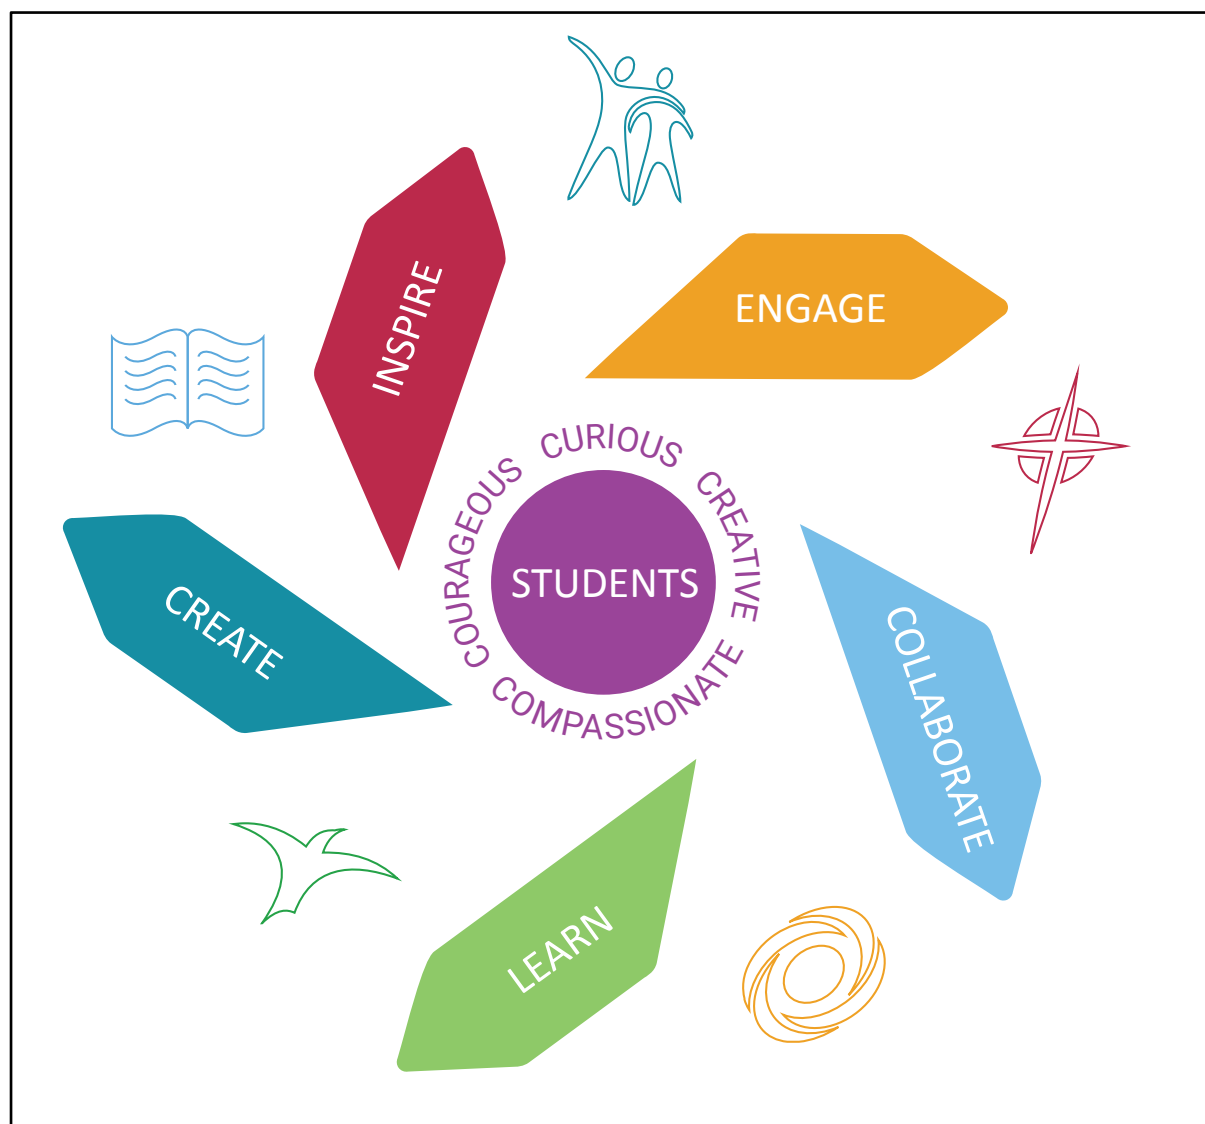 INSPIRE
ENGAGE
COURAGEOUS CURIOUS CREATIVE COMPASSIONATE
STUDENTS
CREATE
COLLABORATE
LEARN